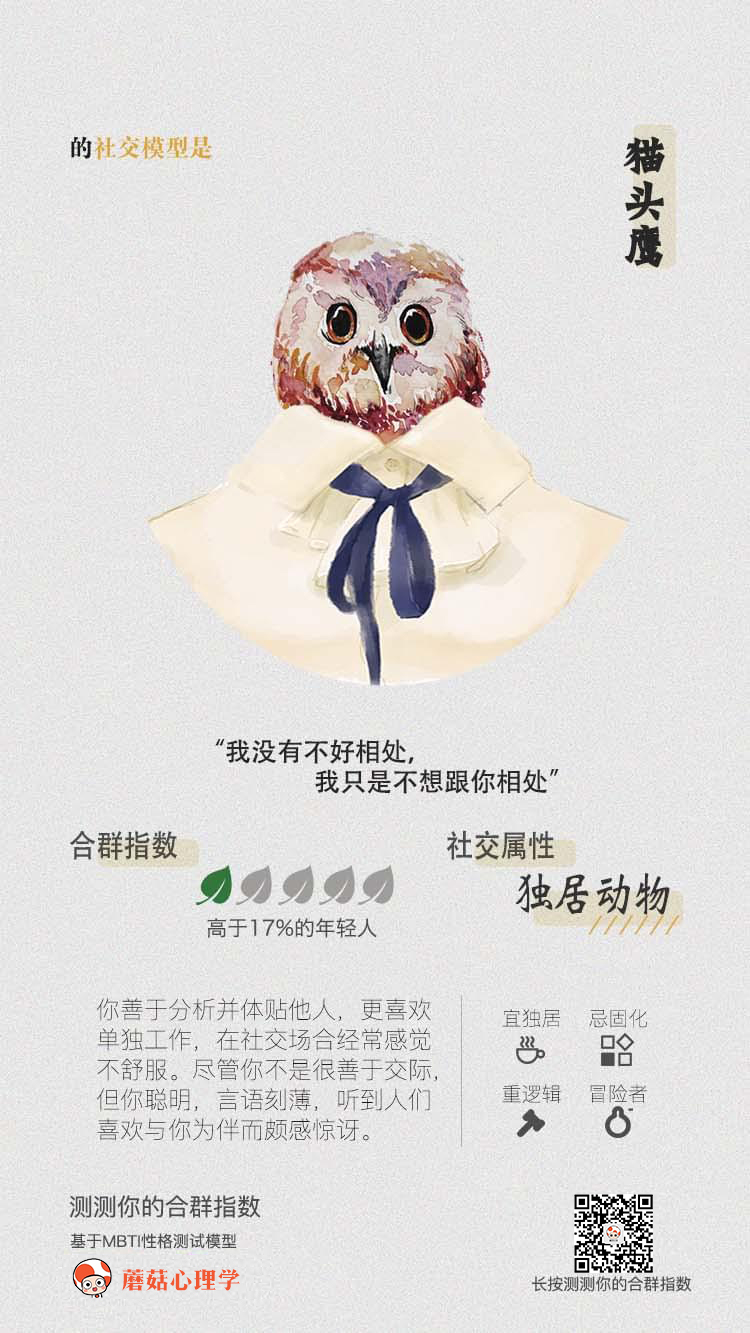 的社交模型是
猫头鹰
“我没有不好相处，
我只是不想跟你相处”
合群指数
高于17%的年轻人
社交属性
独居动物
你善于分析并体贴他人，更喜欢
单独工作，在社交场合经常感觉
不舒服。尽管你不是很善于交际，
但你聪明，言语刻薄，听到人们
喜欢与你为伴而颇感惊讶。
宜独居 忌固化
重逻辑 冒险者
测测你的合群指数
基于MBTI性格测试模型
蘑菇心理学
长按测测你的合群指数